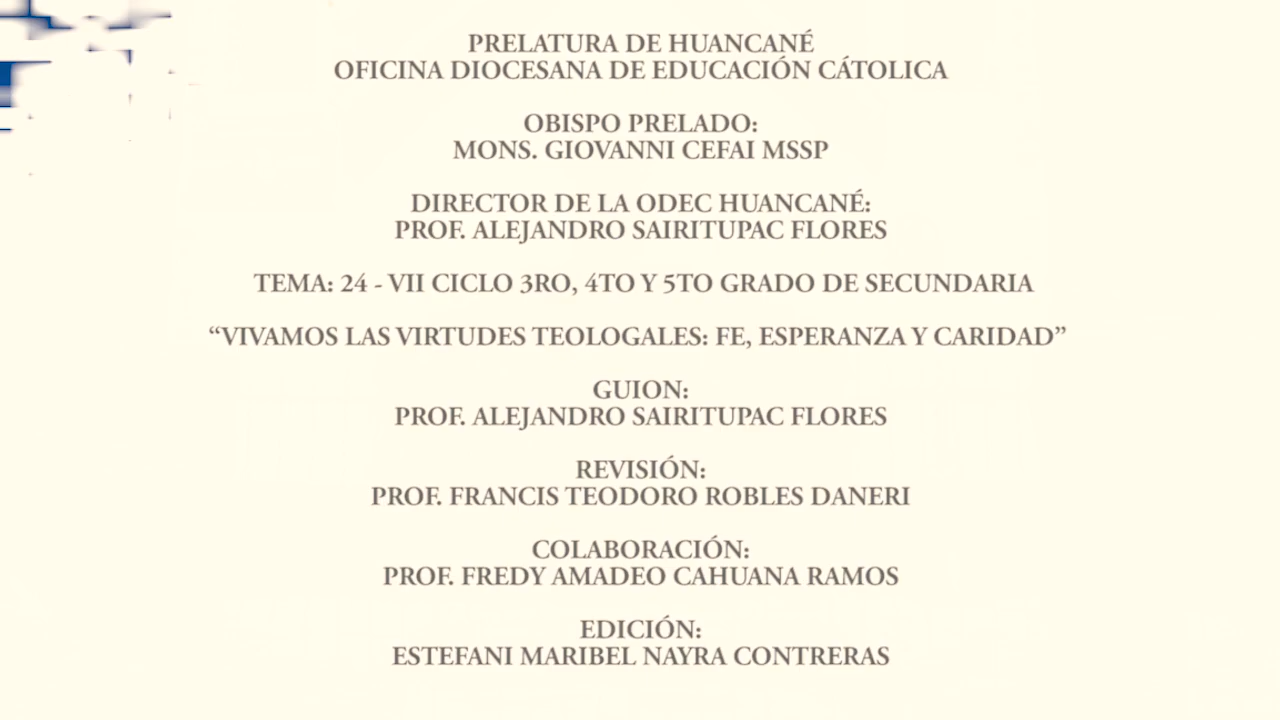 PRELATURA DE HUANCANÉ
OFICINA DIOCESANA DE EDUCACIÓN CÁTOLICA
OBISPO PRELADO:
MONS. GIOVANNI CEFAI MSSP
DIRECTOR DE LA ODEC HUANCANÉ:
PROF. ALEJANDRO SAIRITUPAC FLORES
TEMA: 24 - VII CICLO 3RO, 4TO Y 5TO GRADO DE SECUNDARIA
“VIVAMOS LAS VIRTUDES TEOLOGALES: FE, ESPERANZA Y CARIDAD”
GUION:
PROF. ALEJANDRO SAIRITUPAC FLORES
REVISIÓN:
PROF. FRANCIS TEODORO ROBLES DANERI
COLABORACIÓN:
PROF. FREDY AMADEO CAHUANA RAMOS
EDICIÓN:
ESTEFANI MARIBEL NAYRA CONTRERAS